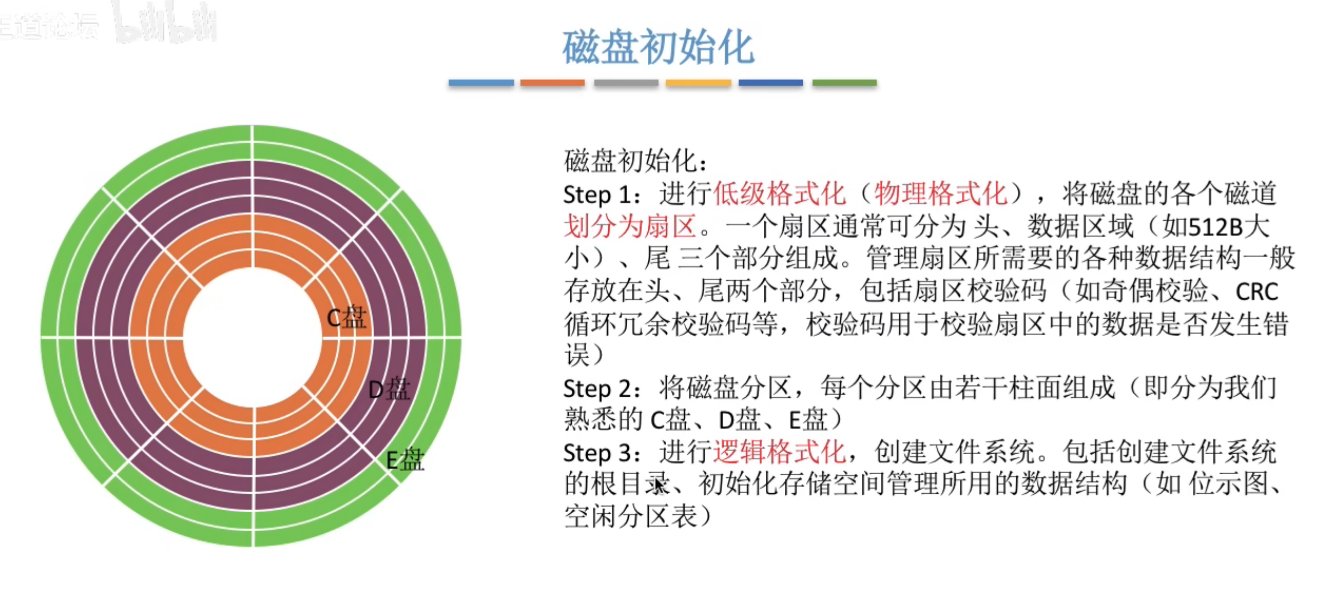 道论坛
bilibili
磁盘初始化
磁盘初始化：
Step 1：进行低级格式化（物理格式化），将磁盘的各个磁道
划分为扇区。一个扇区通常可分为 头、数据区域（如512B大
小）、尾 三个部分组成。管理扇区所需要的各种数据结构一般
存放在头、尾两个部分，包括扇区校验码（如奇偶校验、CRC
循环冗余校验码等，校验码用于校验扇区中的数据是否发生错
误）
Step 2：将磁盘分区，每个分区由若干柱面组成（即分为我们
熟悉的 C盘、D盘、E盘）
Step 3：进行逻辑格式化，创建文件系统。包括创建文件系统
的根目录、初始化存储空间管理所用的数据结构（如 位示图、
空闲分区表）
C盘
D盘
E盘